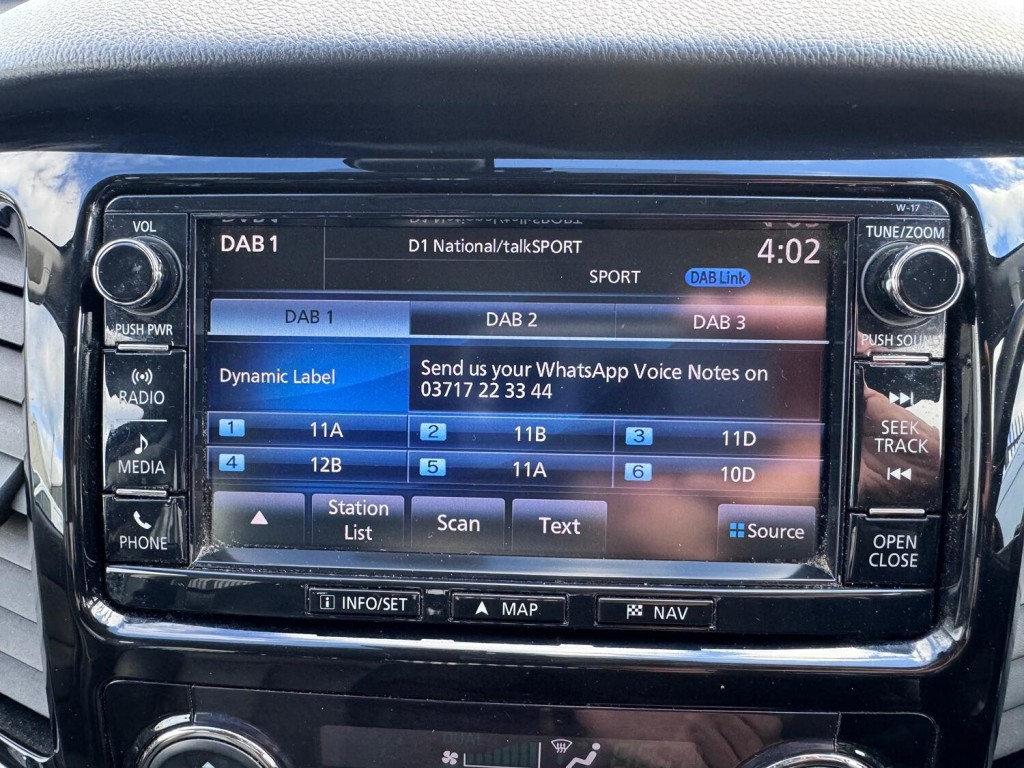 W-17
VOL
PUSH PWR
RADIO
MEDIA
PHONE
DAB 1
D1 National/talkSPORT
4:02
SPORT
DAB Link
DAB 1
DAB 2
DAB 3
Dynamic Label
Send us your WhatsApp Voice Notes on
03717 22 33 44
1 11A
2 11B
3 11D
4 12B
5 11A
6 10D
Station
List
Scan
Text
Source
TUNE/ZOOM
PUSH SOUND
SEEK
TRACK
OPEN
CLOSE
i INFO/SET
MAP
NAV